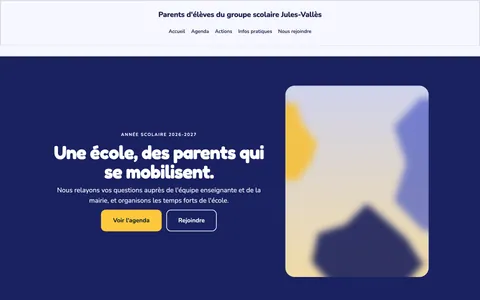 Parents d'élèves du groupe scolaire Jules-Vallès
Accueil Agenda Actions Infos pratiques Nous rejoindre
ANNÉE SCOLAIRE 2026-2027
Une école, des parents qui
se mobilisent.
Nous relayons vos questions auprès de l'équipe enseignante et de la
mairie, et organisons les temps forts de l'école.
Voir l'agenda Rejoindre